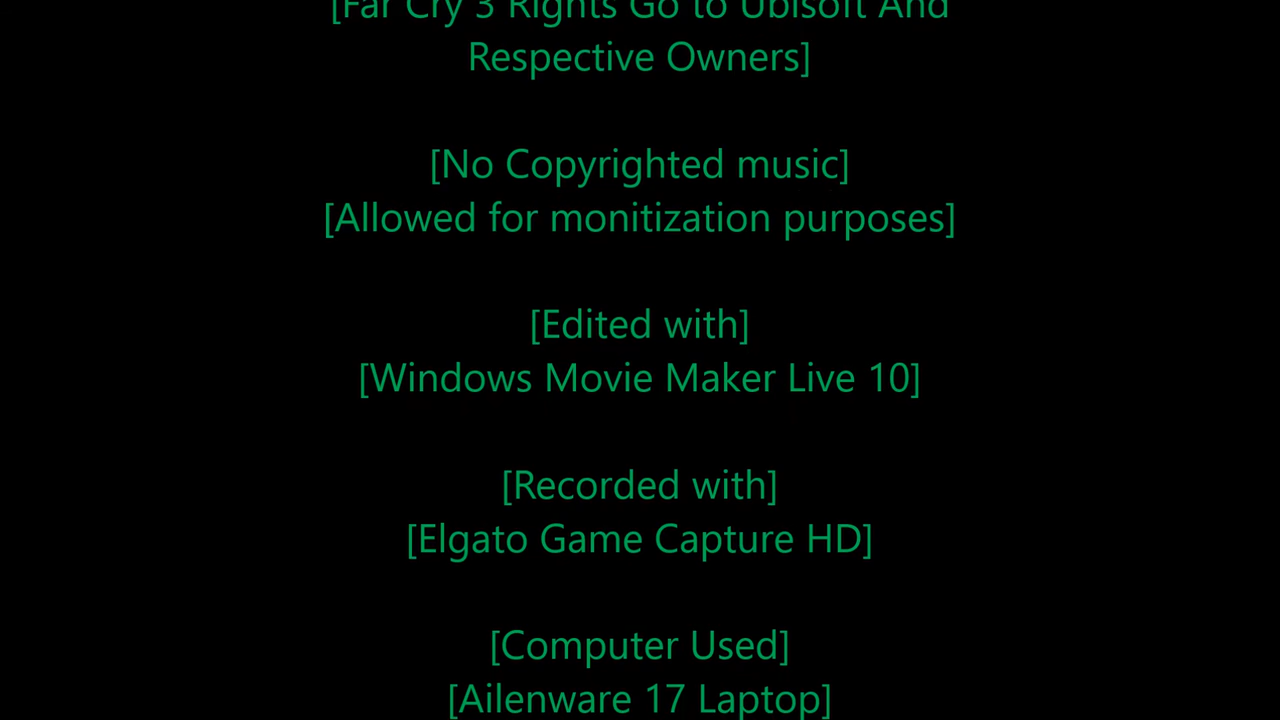 [Far Cry 3 Rights Go to Ubisoft And
Respective Owners]
[No Copyrighted music]
[Allowed for monitization purposes]
[Edited with]
[Windows Movie Maker Live 10]
[Recorded with]
[Elgato Game Capture HD]
[Computer Used]
[Ailenware 17 Laptop]